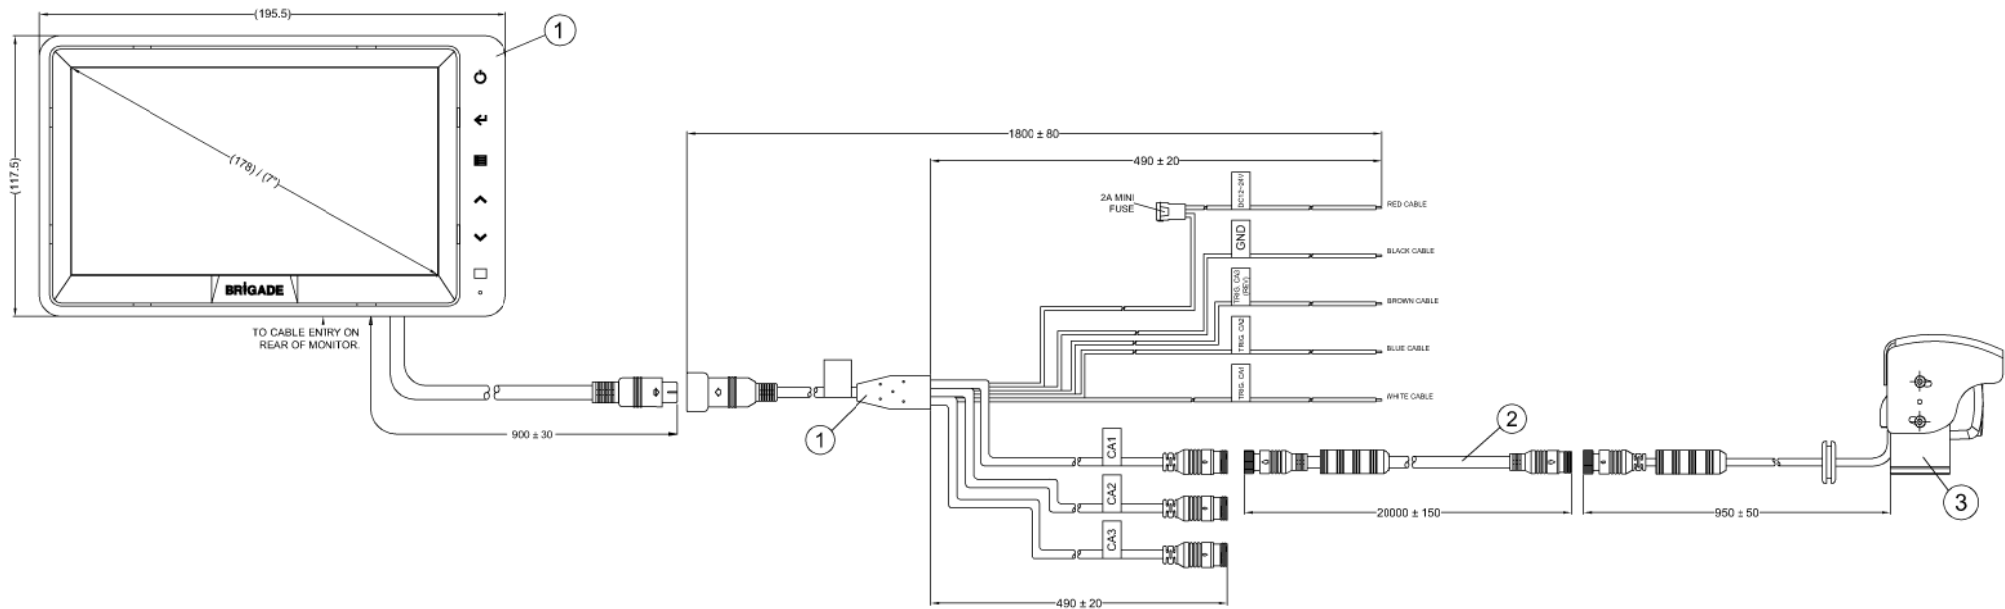 (195.5)
1
(117.5)
(178) / (7")
BRIGADE
TO CABLE ENTRY ON
REAR OF MONITOR.
900 ± 30
1800 ± 80
490 ± 20
2A MINI
FUSE
DC12~24V
RED CABLE
GND
BLACK CABLE
TRIG. CA3
(REV)
BROWN CABLE
TRIG. CA2
BLUE CABLE
TRIG. CA1
WHITE CABLE
1
CA1
CA2
CA3
2
20000 ± 150
950 ± 50
3
490 ± 20